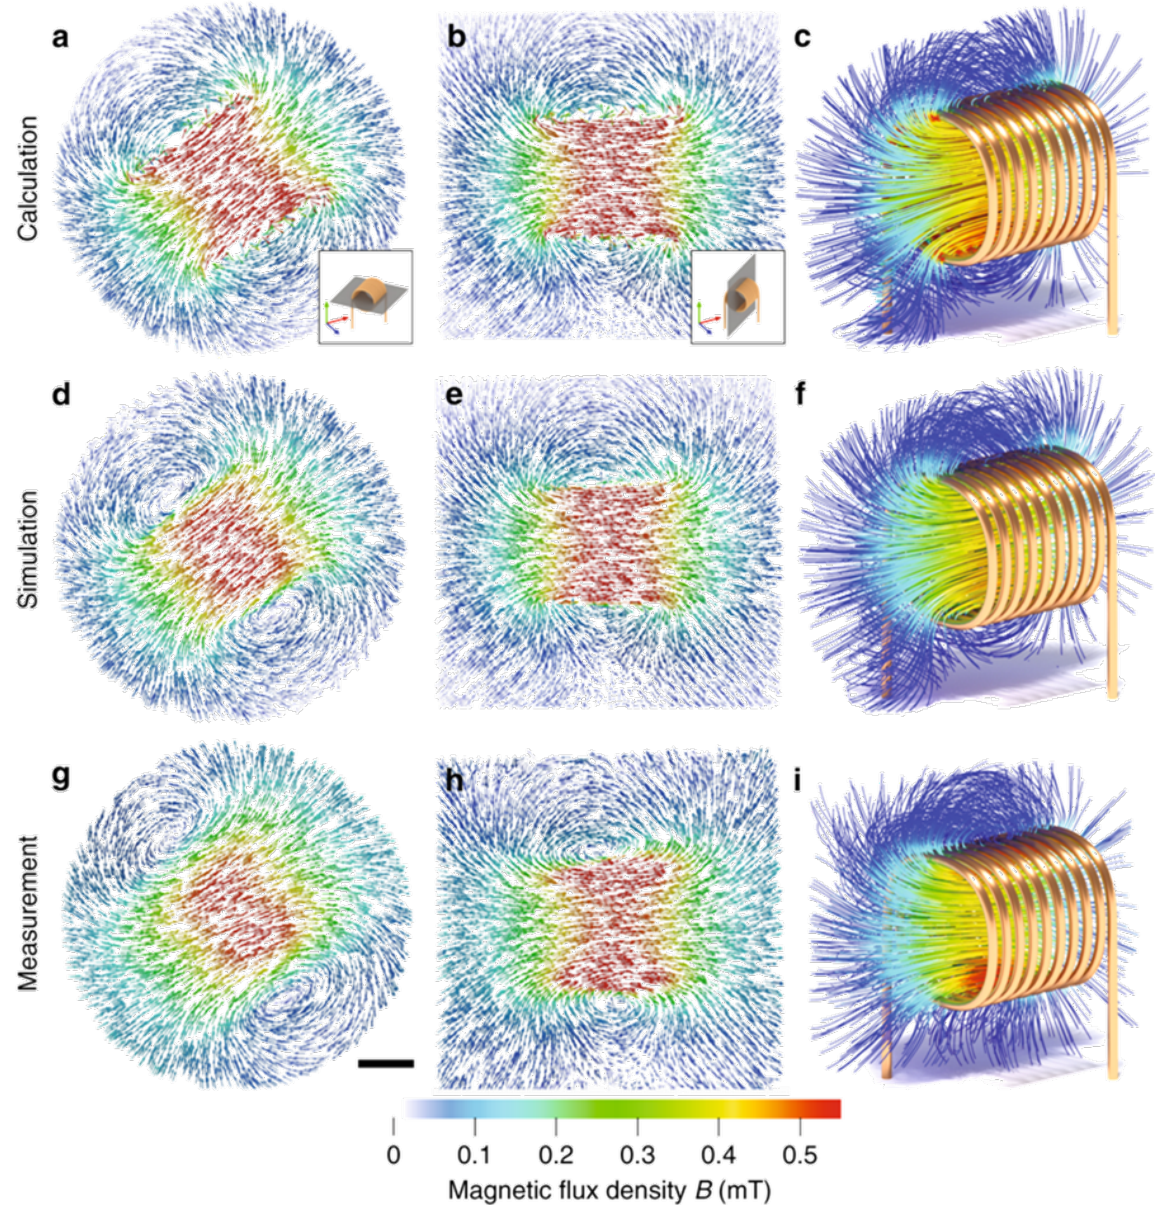 a
b
c
Calculation
d
e
f
Simulation
g
h
i
Measurement
0
0.1
0.2
0.3
0.4
0.5
Magnetic flux density B (mT)